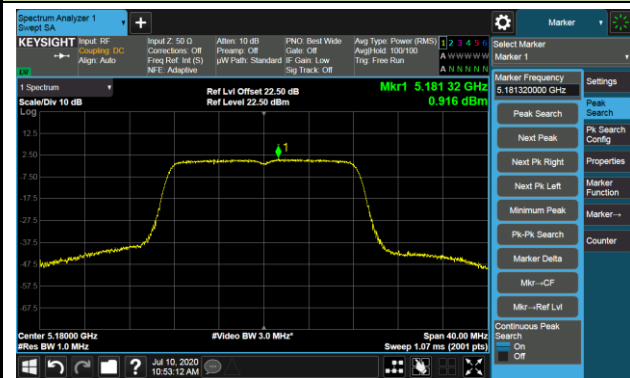 Spectrum Analyzer 1
Swept SA
+
Marker
KEYSIGHT
Input: RF
Coupling: DC
Align: Auto
Input Z: 50 Ω
Corrections: Off
Freq Ref: Int (S)
NFE: Adaptive
Atten: 10 dB
Preamp: Off
µW Path: Standard
PNO: Best Wide
Gate: Off
IF Gain: Low
Sig Track: Off
Avg Type: Power (RMS)
Avg|Hold: 100/100
Trig: Free Run
1 2 3 4 5 6
A W W W W W
A N N N N N
Select Marker
Marker 1
1 Spectrum
Scale/Div 10 dB
Log
Ref Lvl Offset 22.50 dB
Ref Level 22.50 dBm
Mkr1 5.181 32 GHz
0.916 dBm
12.5
2.50
-7.50
-17.5
-27.5
-37.5
-47.5
-57.5
-67.5
1
Center 5.18000 GHz
#Res BW 1.0 MHz
#Video BW 3.0 MHz*
Span 40.00 MHz
Sweep 1.07 ms (2001 pts)
Marker Frequency
5.181320000 GHz
Peak Search
Next Peak
Next Pk Right
Next Pk Left
Minimum Peak
Pk-Pk Search
Marker Delta
Mkr→CF
Mkr→Ref Lvl
Continuous Peak
Search
On
Off
Settings
Peak
Search
Pk Search
Config
Properties
Marker
Function
Marker→
Counter
?
Jul 10, 2020
10:53:12 AM